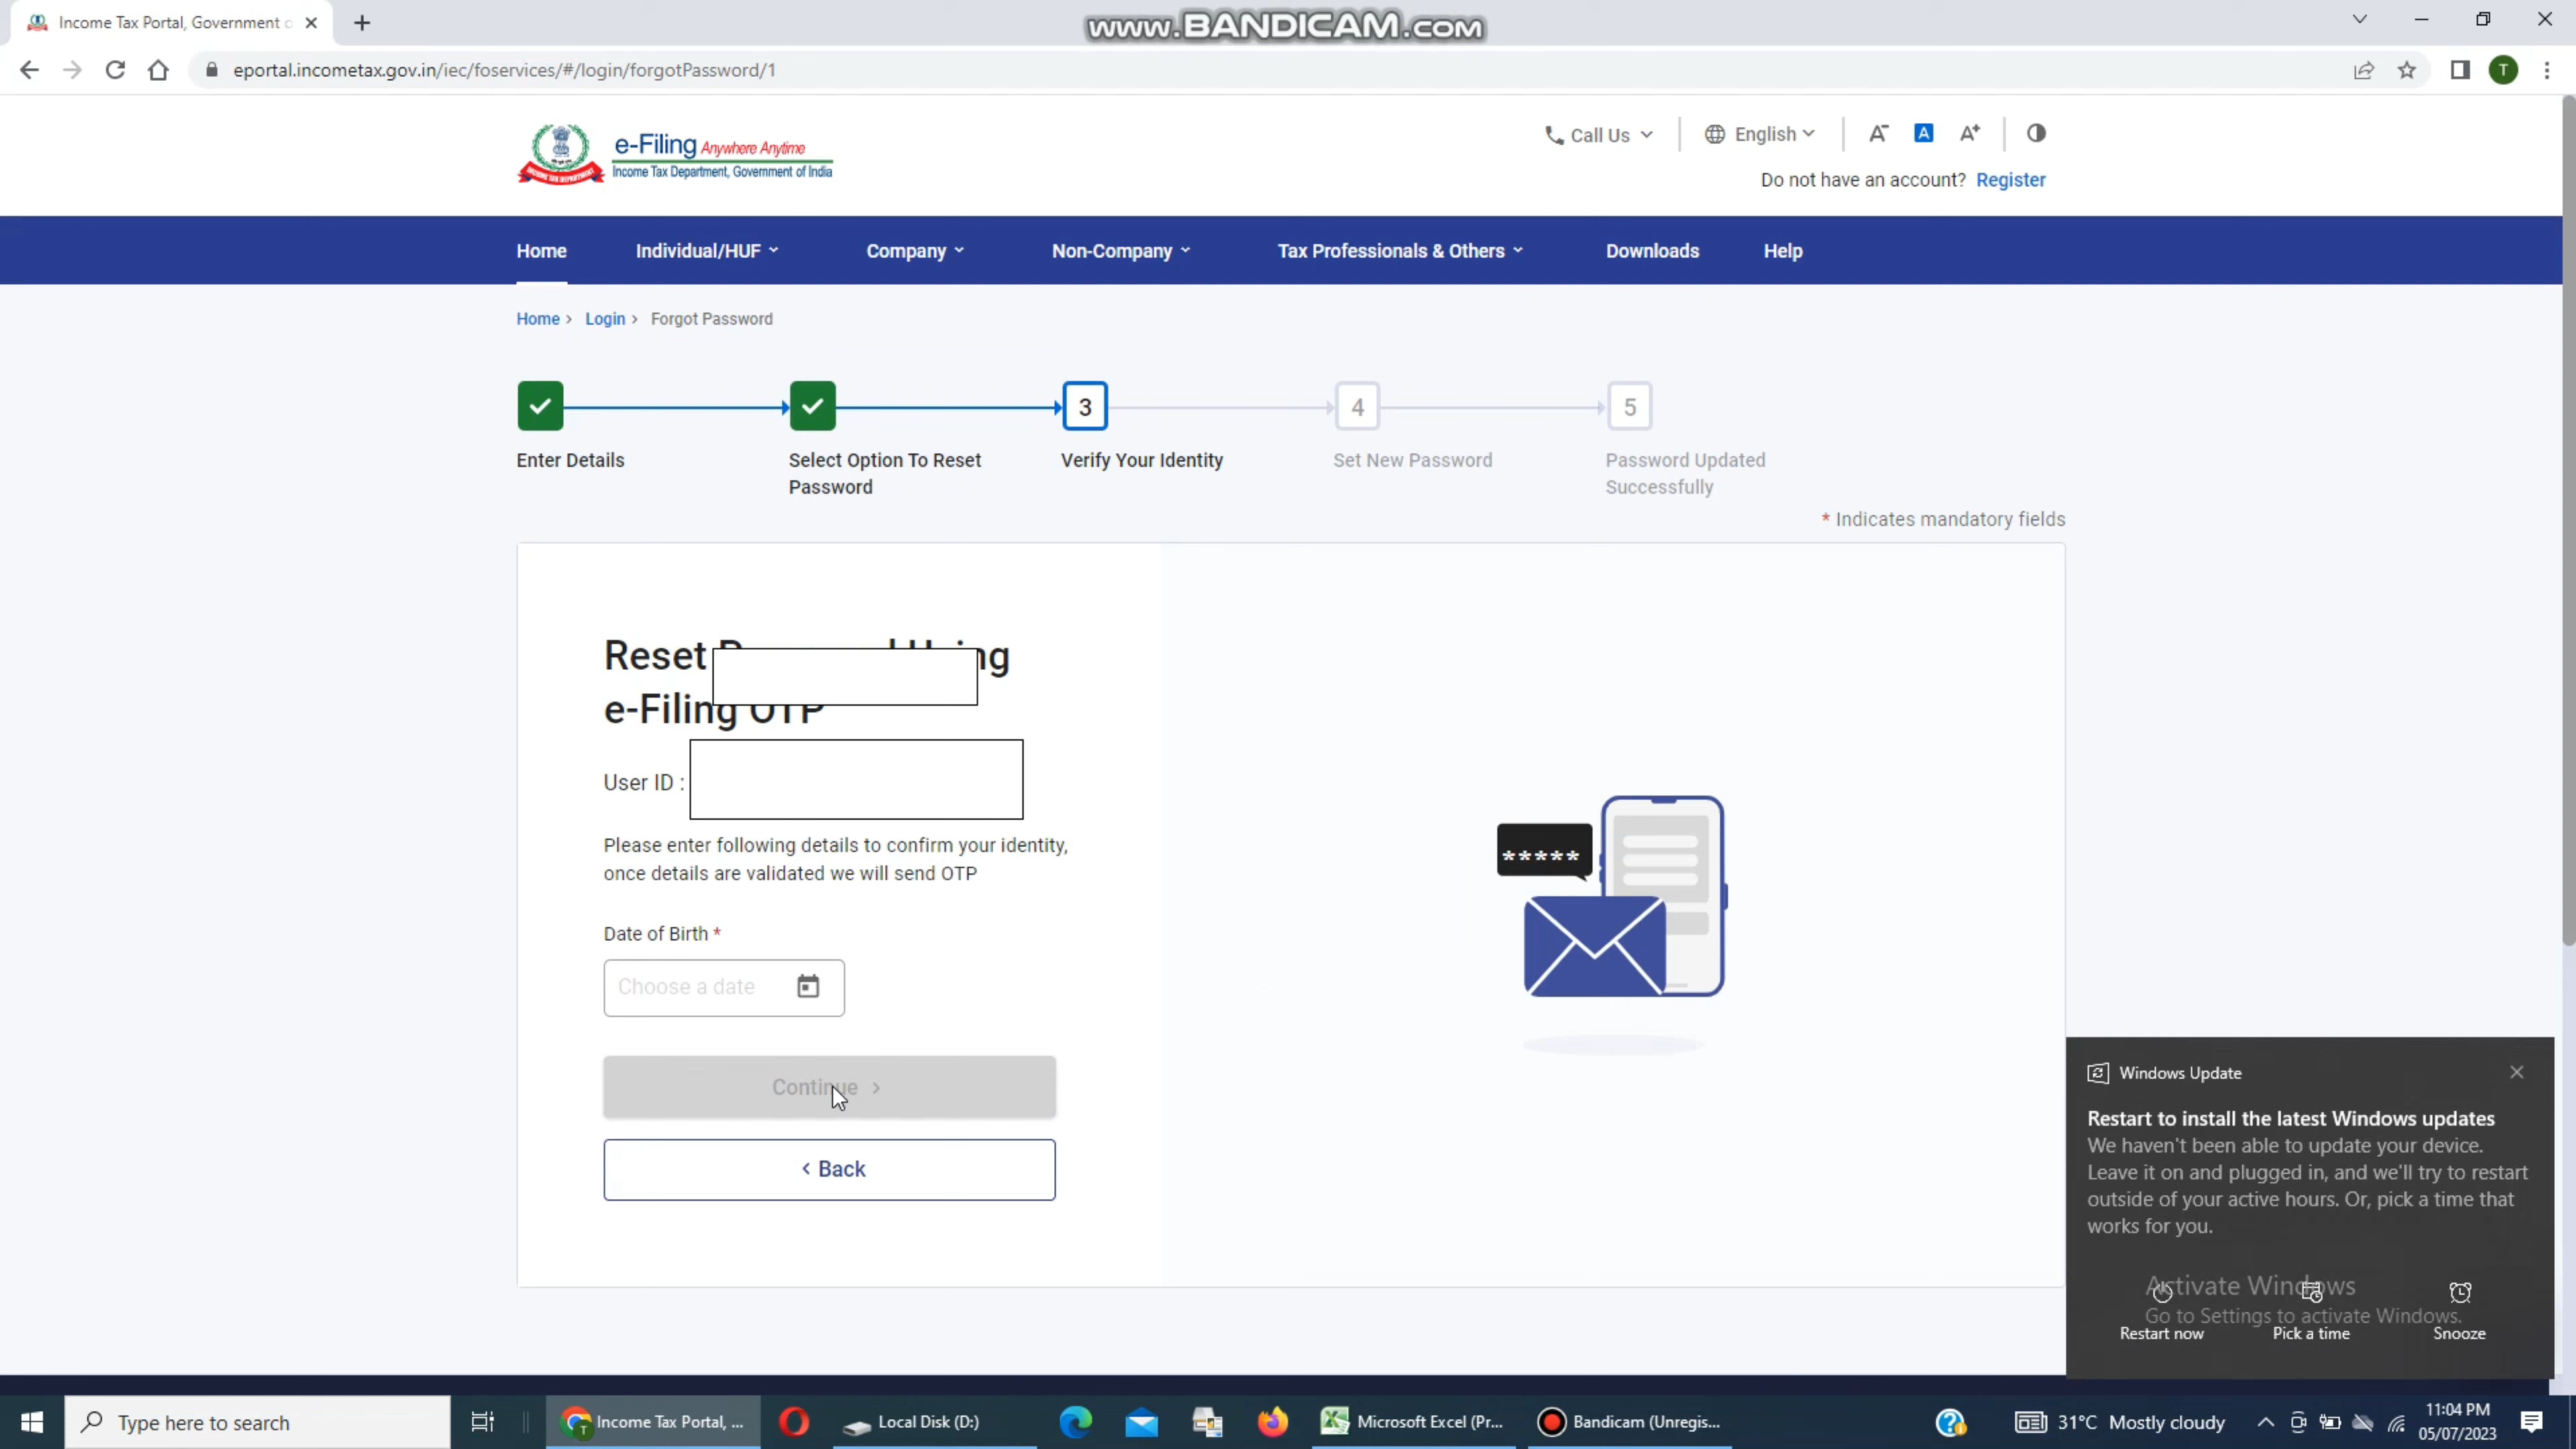 Income Tax Portal, Government o
www.BANDICAM.com
eportal.incometax.gov.in/iec/foservices/#/login/forgotPassword/1
T
e-Filing Anywhere Anytime
Income Tax Department, Government of India
INCOME TAX DEPARTMENT
Call Us
English
A-
A
A+
Do not have an account? Register
Home
Individual/HUF
Company
Non-Company
Tax Professionals & Others
Downloads
Help
Home > Login > Forgot Password
3
4
5
Enter Details
Select Option To Reset
Password
Verify Your Identity
Set New Password
Password Updated
Successfully
* Indicates mandatory fields
Reset
e-Filing OTP
User ID :
Please enter following details to confirm your identity,
once details are validated we will send OTP
Date of Birth *
Choose a date
Continue >
< Back
*****
Windows Update
Restart to install the latest Windows updates
We haven't been able to update your device.
Leave it on and plugged in, and we'll try to restart
outside of your active hours. Or, pick a time that
works for you.
Activate Windows
Go to Settings to activate Windows.
Restart now
Pick a time
Snooze
Type here to search
Income Tax Portal, ...
Local Disk (D:)
Microsoft Excel (Pr...
Bandicam (Unregis...
31°C Mostly cloudy
11:04 PM
05/07/2023